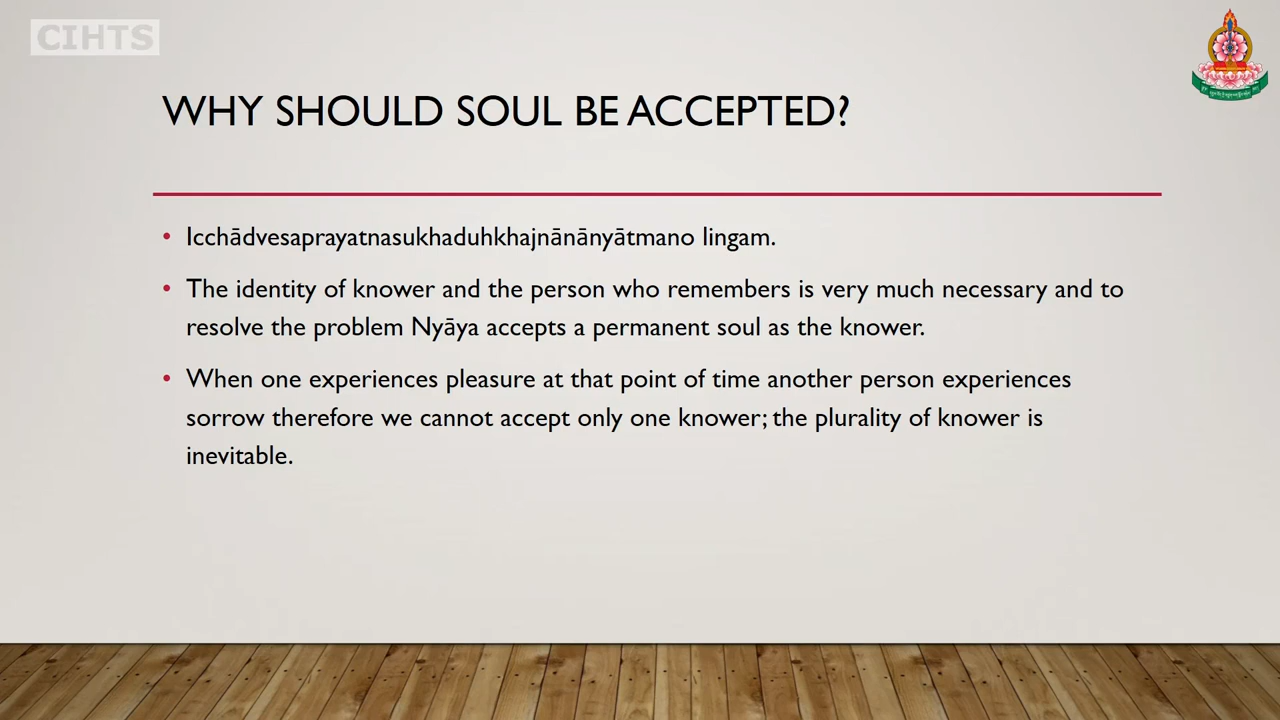 CIHTS
WHY SHOULD SOUL BE ACCEPTED?
• Icchādvesaprayatnasukhaduhkhajnānānyātmano lingam.
• The identity of knower and the person who remembers is very much necessary and to
resolve the problem Nyāya accepts a permanent soul as the knower.
• When one experiences pleasure at that point of time another person experiences
sorrow therefore we cannot accept only one knower; the plurality of knower is
inevitable.